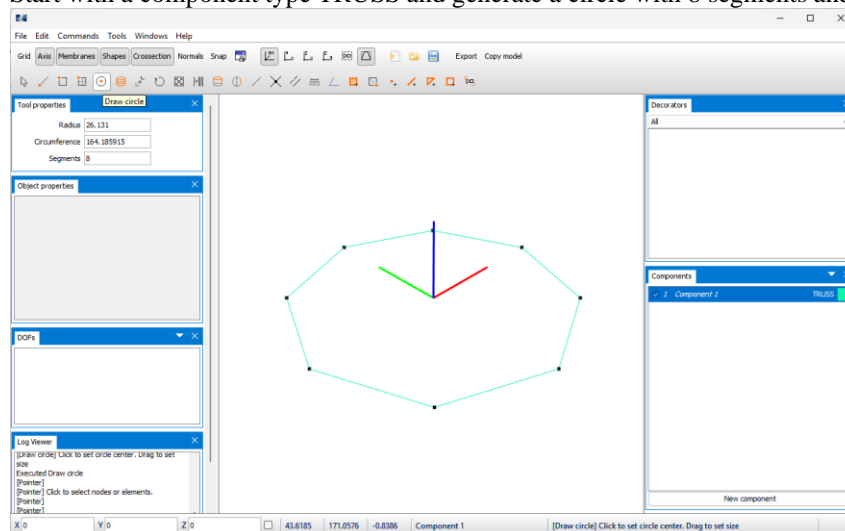 Start with a component type TRUSS and generate a circle with 8 segments and
File Edit Commands Tools Windows Help
Grid Axis Membranes Shapes Crossection Normals Snap Export Copy model
Draw circle
Tool properties
Radius 26.131
Circumference 164.185915
Segments 8
Object properties
DOFs
Log Viewer
[Draw circle] Click to set circle center. Drag to set
size
Executed Draw circle
[Pointer]
[Pointer] Click to select nodes or elements.
[Pointer]
[Pointer]
Decorators
All
Components
1 Component 1 TRUSS
New component
X 0 Y 0 Z 0 43.6185 171.0576 -0.8386 Component 1 [Draw circle] Click to set circle center. Drag to set size